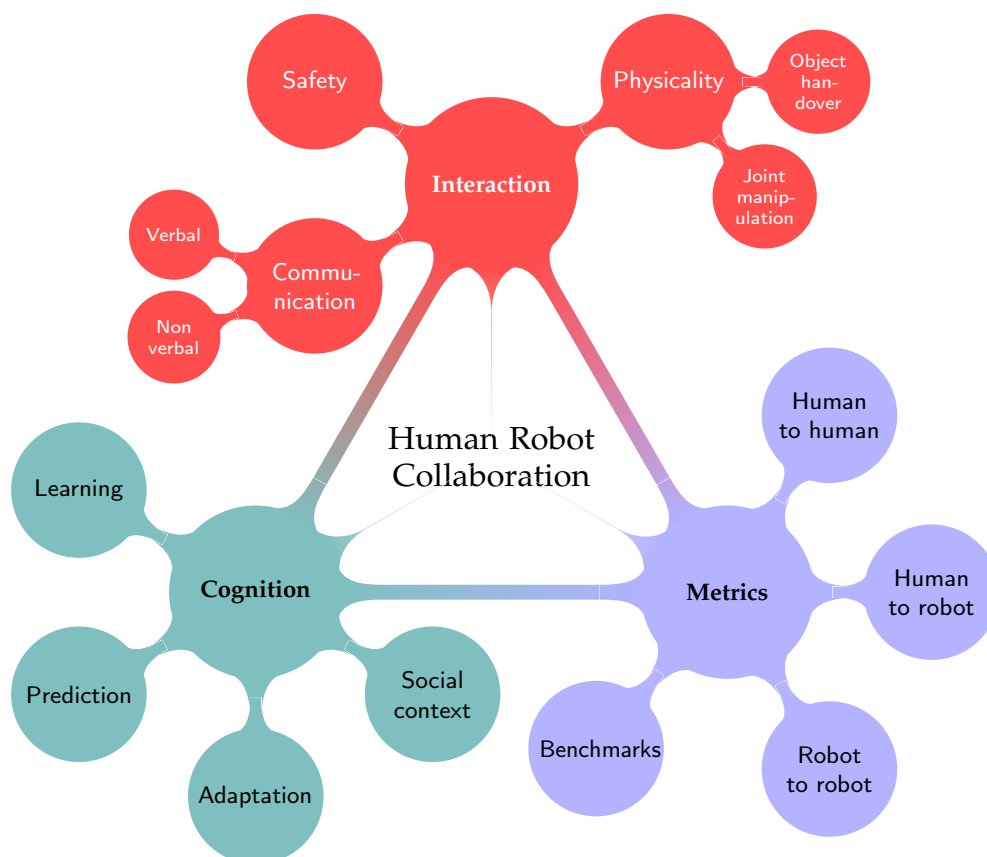 Safety
Physicality
Object
han-
dover
Interaction
Joint
manip-
ulation
Verbal
Commu-
nication
Non
verbal
Human Robot
Collaboration
Human
to human
Learning
Cognition
Metrics
Human
to robot
Prediction
Social
context
Adaptation
Benchmarks
Robot
to robot